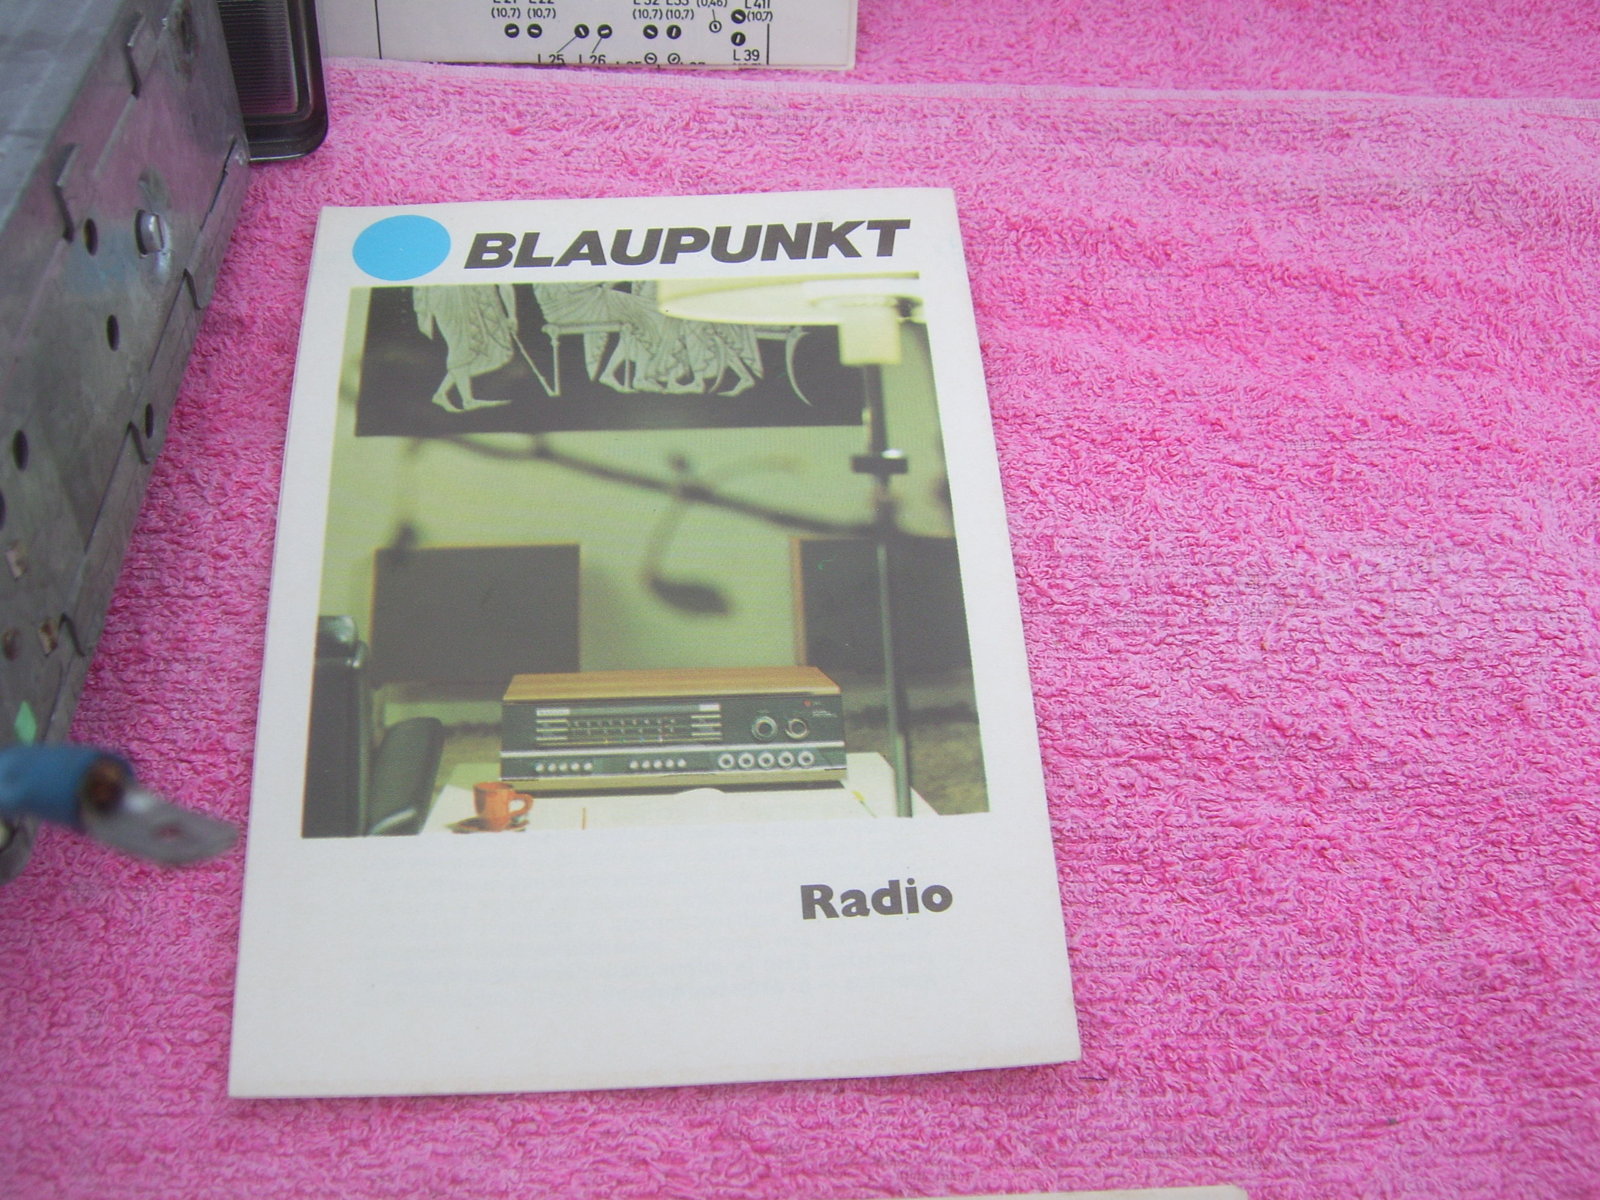 L 21 L 22 L 32 L 33 (0,46) L 411
(10,7) (10,7) (10,7) (10,7) (10,7)
L 25 L 26 L 39
BLAUPUNKT
Radio